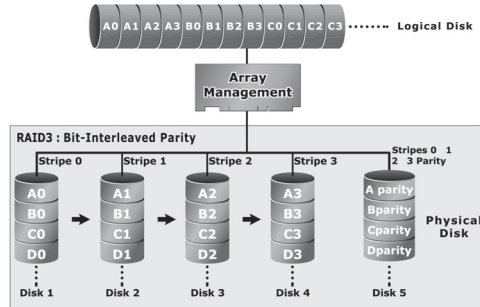 A0 A1 A2 A3 B0 B1 B2 B3 C0 C1 C2 C3 Logical Disk
Array
Management
RAID3 : Bit-Interleaved Parity
Stripe 0 Stripe 1 Stripe 2 Stripe 3 Stripes 0 1
2 3 Parity
A0 A1 A2 A3 A parity
B0 B1 B2 B3 Bparity
C0 C1 C2 C3 Cparity
D0 D1 D2 D3 Dparity
Physical
Disk
Disk 1 Disk 2 Disk 3 Disk 4 Disk 5